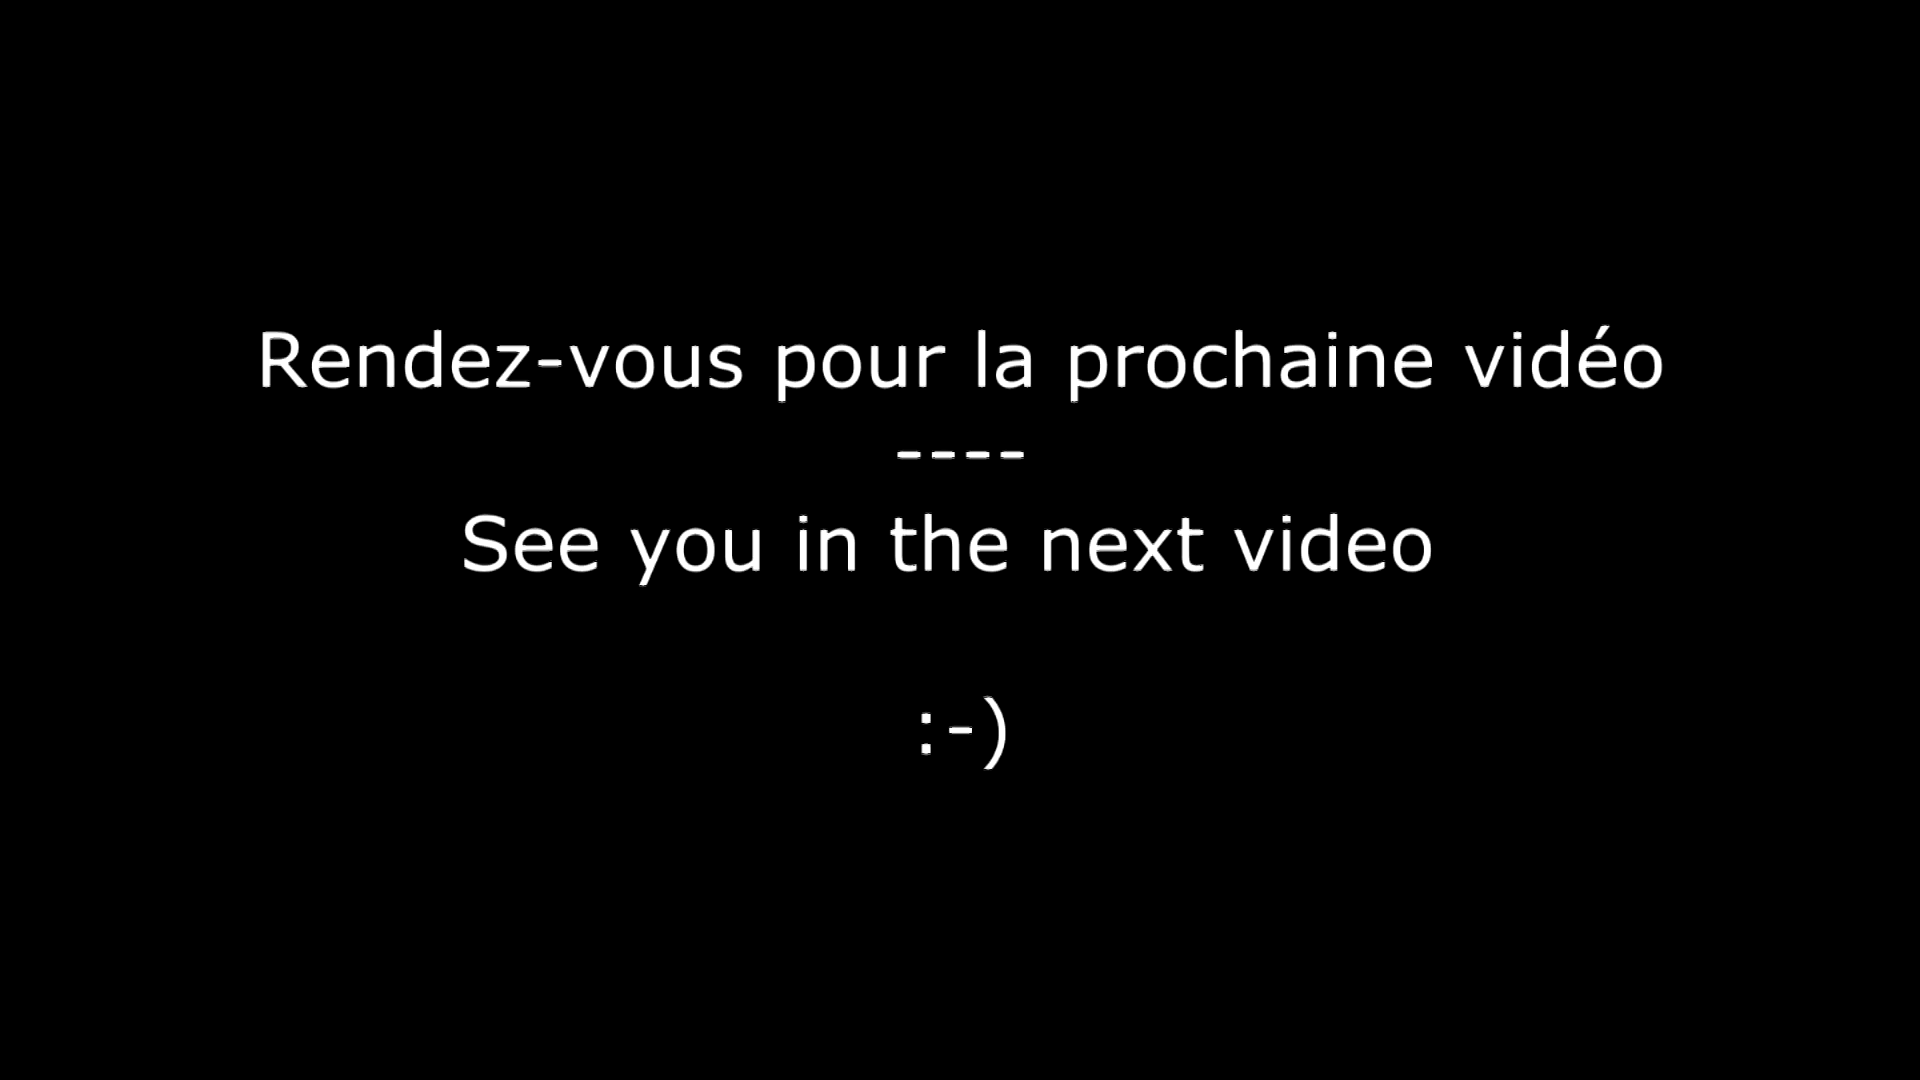 Rendez-vous pour la prochaine vidéo
----
See you in the next video
:-)